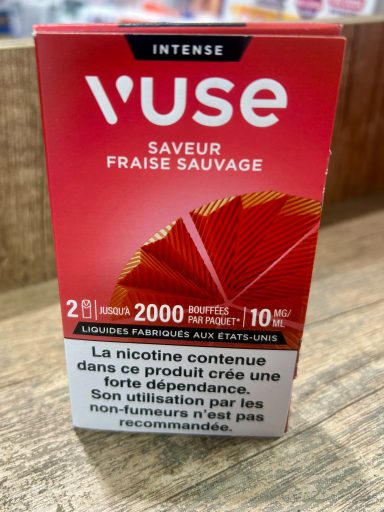 INTENSE
VUSE
SAVEUR
FRAISE SAUVAGE
2 | JUSQU'À 2000 BOUFFÉES PAR PAQUET* | 10 MG/ML
LIQUIDES FABRIQUÉS AUX ÉTATS-UNIS
La nicotine contenue
dans ce produit crée une
forte dépendance.
Son utilisation par les
non-fumeurs n'est pas
recommandée.